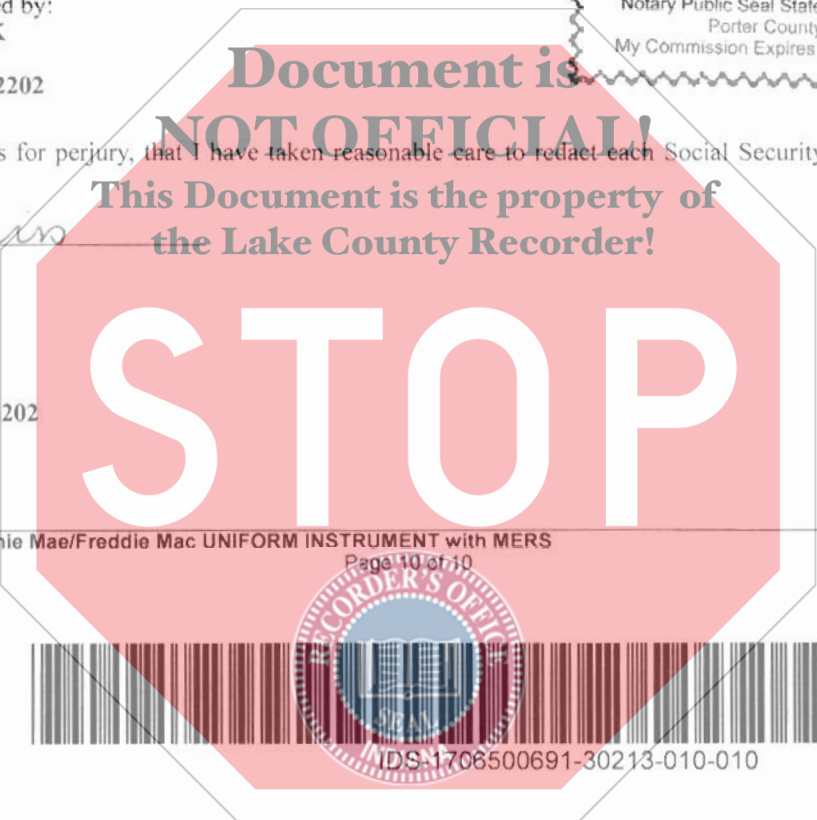 ed by:
K
2202
Notary Public Seal State
Porter County
My Commission Expires
Document is
NOT OFFICIAL!
s for perjury, that I have taken reasonable care to redact each Social Security
This Document is the property of
the Lake County Recorder!
STOP
202
nie Mae/Freddie Mac UNIFORM INSTRUMENT with MERS
Page 10 of 10
RECORDER'S OFFICE
SEAL
INDIANA
IDS-1706500691-30213-010-010